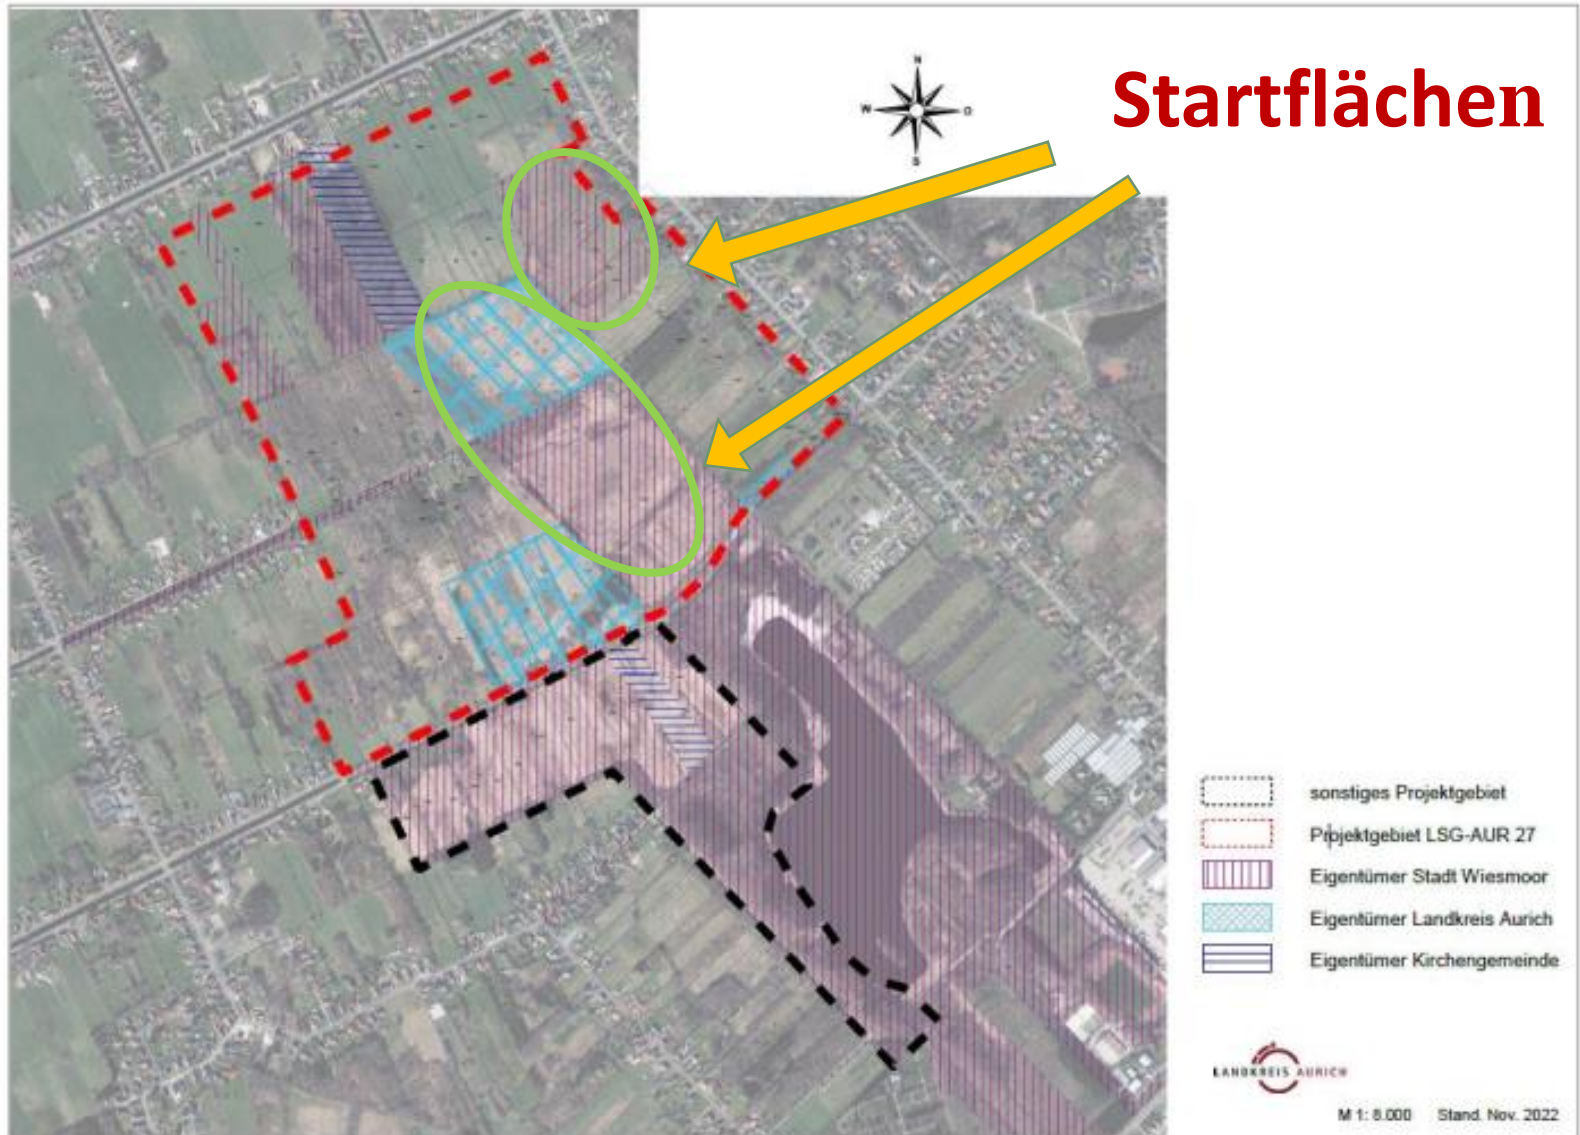 Startflächen
N
W
O
S
sonstiges Projektgebiet
Projektgebiet LSG-AUR 27
Eigentümer Stadt Wiesmoor
Eigentümer Landkreis Aurich
Eigentümer Kirchengemeinde
LANDKREIS AURICH
M 1: 8.000 Stand. Nov. 2022